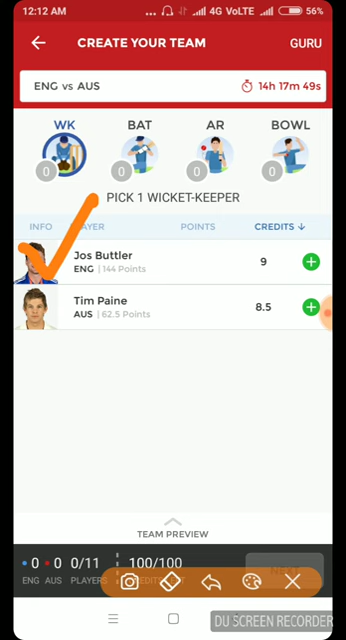 12:12 AM ... 4G VoLTE 56%
CREATE YOUR TEAM GURU
ENG vs AUS 14h 17m 49s
WK BAT AR BOWL
0 0 0 0
PICK 1 WICKET-KEEPER
INFO AYER POINTS CREDITS ↓
Jos Buttler
ENG | 144 Points 9
Tim Paine
AUS | 62.5 Points 8.5
TEAM PREVIEW
0 0 0/11 100/100
ENG AUS PLAYERS
DU SCREEN RECORDER